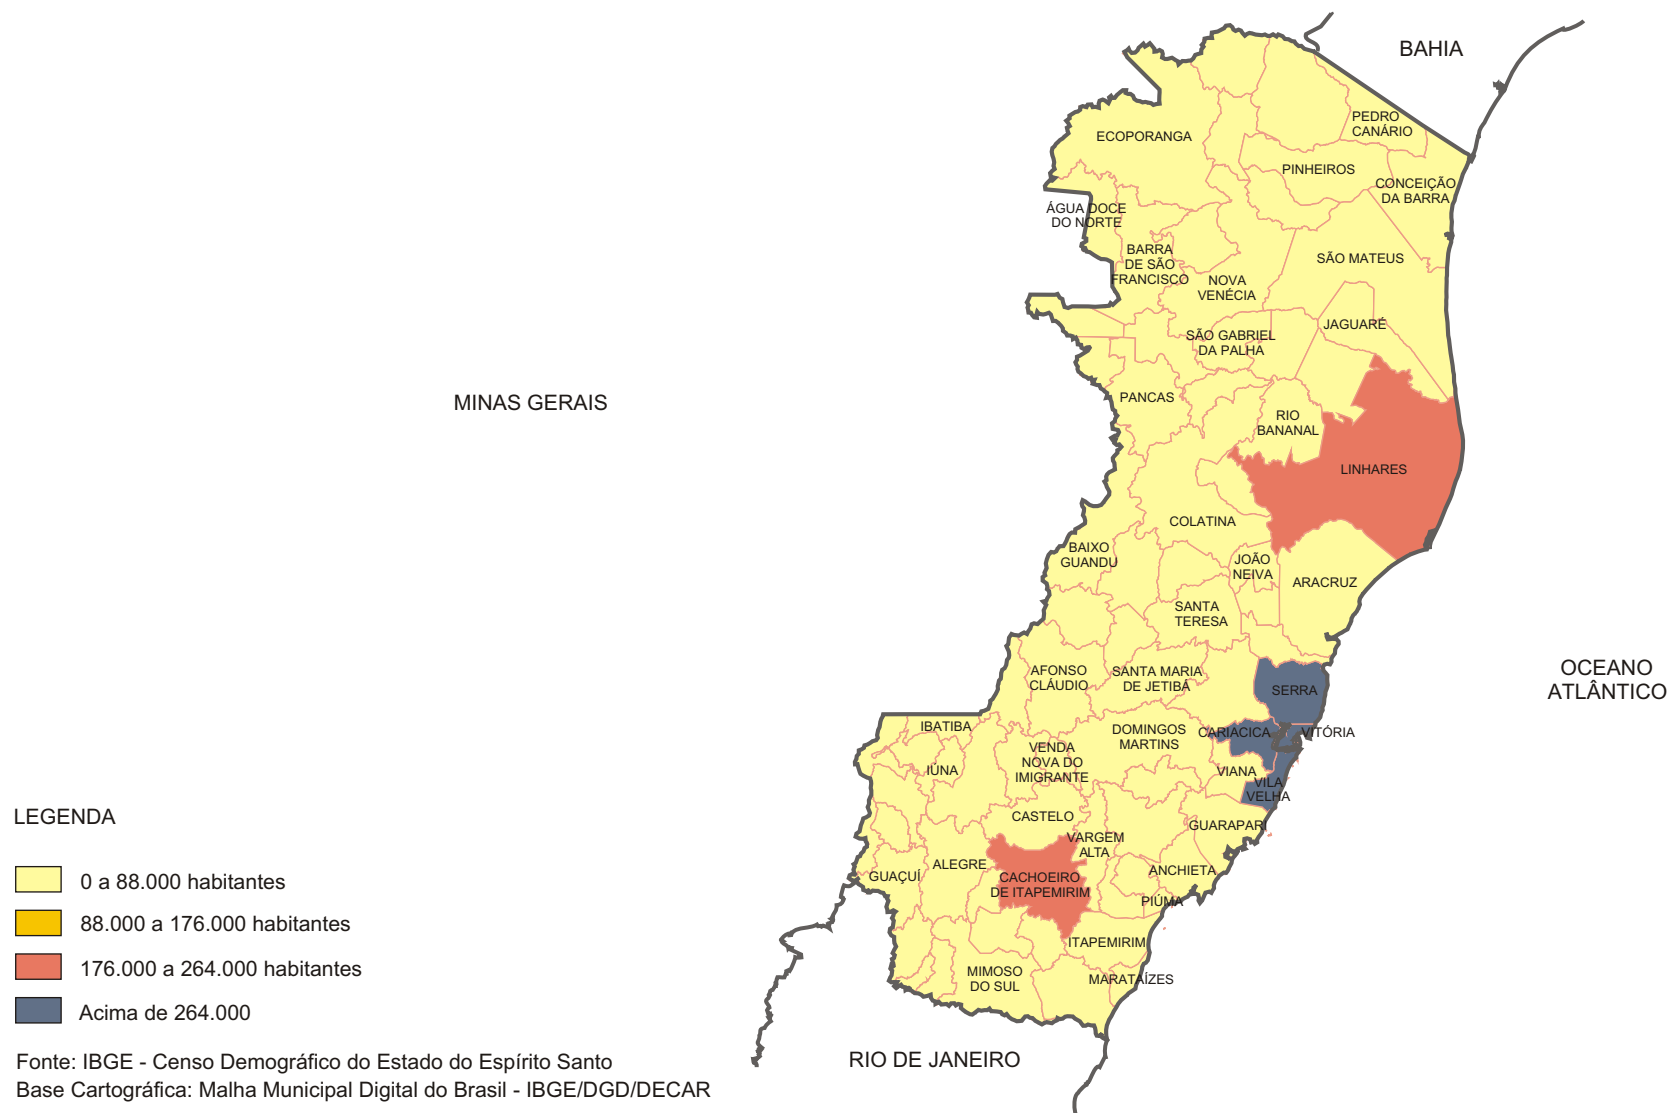 BAHIA
PEDRO
CANÁRIO
ECOPORANGA
PINHEIROS
CONCEIÇÃO
DA BARRA
ÁGUA DOCE
DO NORTE
BARRA
DE SÃO
FRANCISCO
SÃO MATEUS
NOVA
VENÉCIA
JAGUARÉ
SÃO GABRIEL
DA PALHA
MINAS GERAIS
PANCAS
RIO
BANANAL
LINHARES
COLATINA
BAIXO
GUANDU
JOÃO
NEIVA
ARACRUZ
SANTA
TERESA
AFONSO
CLÁUDIO
SANTA MARIA
DE JETIBÁ
SERRA
OCEANO
ATLÂNTICO
IBATIBA
DOMINGOS
MARTINS
CARIACICA
VITÓRIA
VENDA
NOVA DO
IMIGRANTE
IÚNA
VIANA
VILA
VELHA
CASTELO
GUARAPARI
VARGEM
ALTA
ALEGRE
GUAÇUÍ
CACHOEIRO
DE ITAPEMIRIM
ANCHIETA
PIÚMA
ITAPEMIRIM
MIMOSO
DO SUL
MARATAÍZES
RIO DE JANEIRO
LEGENDA
0 a 88.000 habitantes
88.000 a 176.000 habitantes
176.000 a 264.000 habitantes
Acima de 264.000
Fonte: IBGE - Censo Demográfico do Estado do Espírito Santo
Base Cartográfica: Malha Municipal Digital do Brasil - IBGE/DGD/DECAR